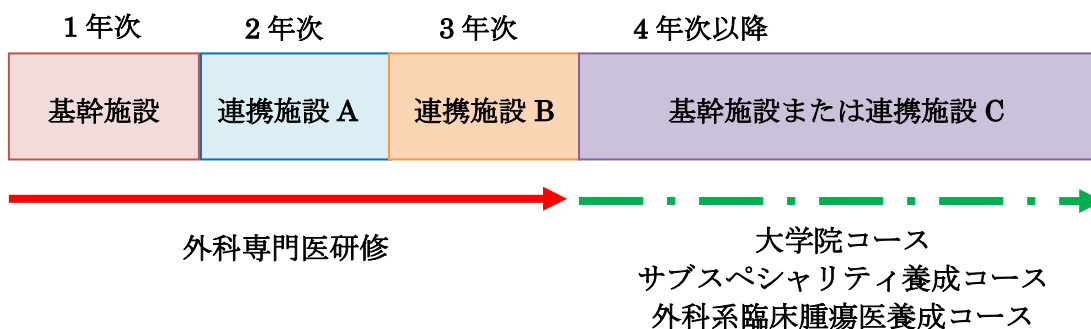 1 年次 2 年次 3 年次 4 年次以降
基幹施設 連携施設 A 連携施設 B 基幹施設または連携施設 C
外科専門医研修
大学院コース
サブスペシャリティ養成コース
外科系臨床腫瘍医養成コース